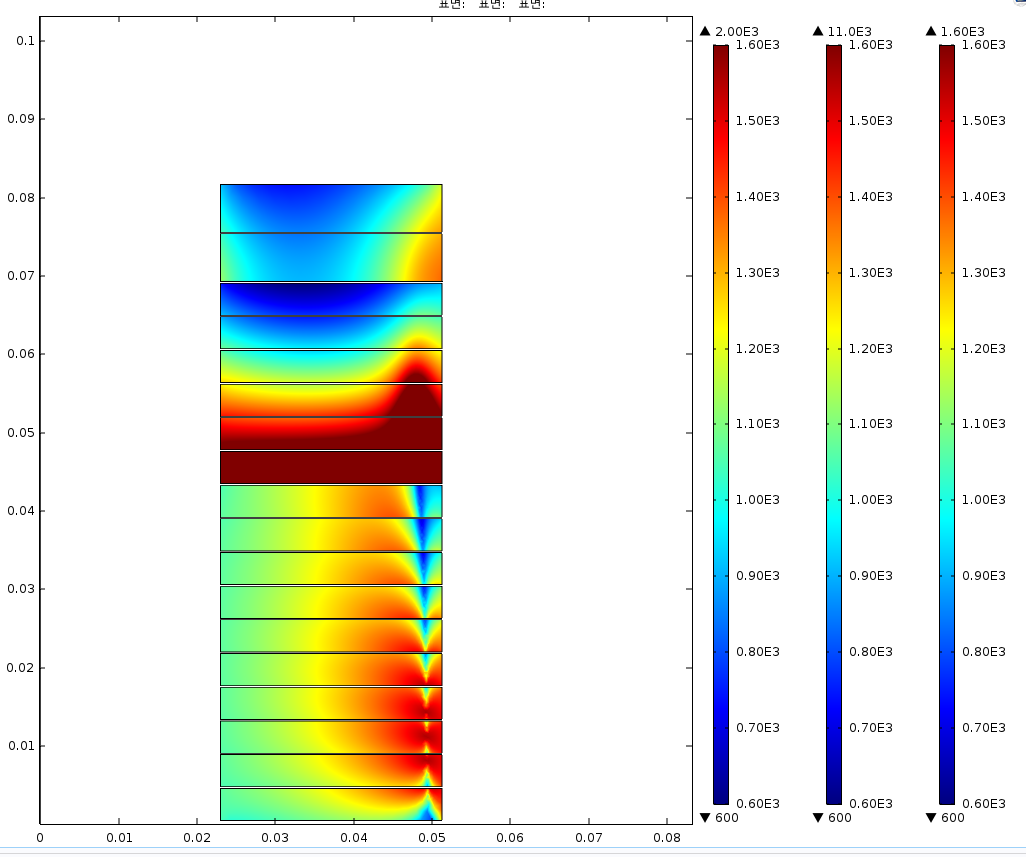 표면: 표면: 표면:
▲ 2.00E3 ▲ 11.0E3 ▲ 1.60E3
1.60E3 1.60E3 1.60E3
0.1
1.50E3 1.50E3 1.50E3
0.09
1.40E3 1.40E3 1.40E3
0.08
1.30E3 1.30E3 1.30E3
0.07
1.20E3 1.20E3 1.20E3
0.06
1.10E3 1.10E3 1.10E3
0.05
1.00E3 1.00E3 1.00E3
0.04
0.90E3 0.90E3 0.90E3
0.03
0.80E3 0.80E3 0.80E3
0.02
0.70E3 0.70E3 0.70E3
0.01
0.60E3 0.60E3 0.60E3
▼ 600 ▼ 600 ▼ 600
0 0.01 0.02 0.03 0.04 0.05 0.06 0.07 0.08